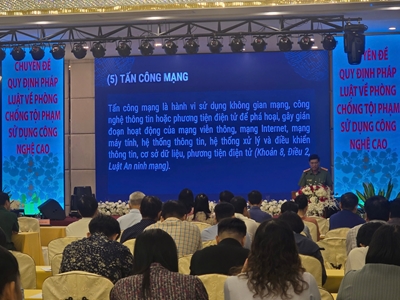 CHUYÊN ĐỀ
QUY ĐỊNH PHÁP
LUẬT VỀ PHÒNG
CHỐNG TỘI PHẠM
SỬ DỤNG CÔNG
NGHỆ CAO
(5) TẤN CÔNG MẠNG
Tấn công mạng là hành vi sử dụng không gian mạng, công
nghệ thông tin hoặc phương tiện điện tử để phá hoại, gây gián
đoạn hoạt động của mạng viễn thông, mạng Internet, mạng
máy tính, hệ thống thông tin, hệ thống xử lý và điều khiển
thông tin, cơ sở dữ liệu, phương tiện điện tử (Khoản 8, Điều 2,
Luật An ninh mạng).
CHUYÊN ĐỀ
QUY ĐỊNH PHÁP
LUẬT VỀ PHÒNG
CHỐNG TỘI PHẠM
SỬ DỤNG CÔNG
NGHỆ CAO